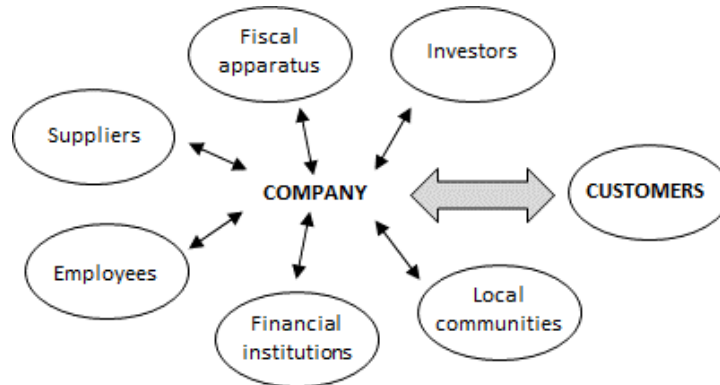 Fiscal
apparatus
Investors
Suppliers
COMPANY
CUSTOMERS
Employees
Financial
institutions
Local
communities